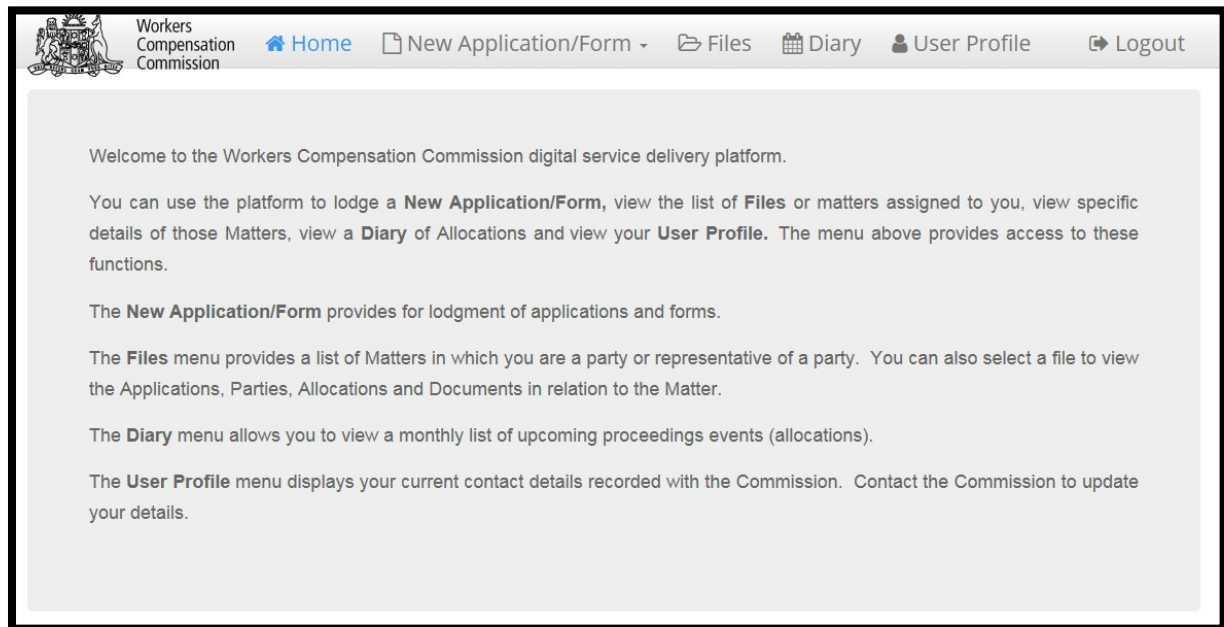 Workers
Compensation
Commission
Home New Application/Form Files Diary User Profile Logout
Welcome to the Workers Compensation Commission digital service delivery platform.
You can use the platform to lodge a New Application/Form, view the list of Files or matters assigned to you, view specific
details of those Matters, view a Diary of Allocations and view your User Profile. The menu above provides access to these
functions.
The New Application/Form provides for lodgment of applications and forms.
The Files menu provides a list of Matters in which you are a party or representative of a party. You can also select a file to view
the Applications, Parties, Allocations and Documents in relation to the Matter.
The Diary menu allows you to view a monthly list of upcoming proceedings events (allocations).
The User Profile menu displays your current contact details recorded with the Commission. Contact the Commission to update
your details.